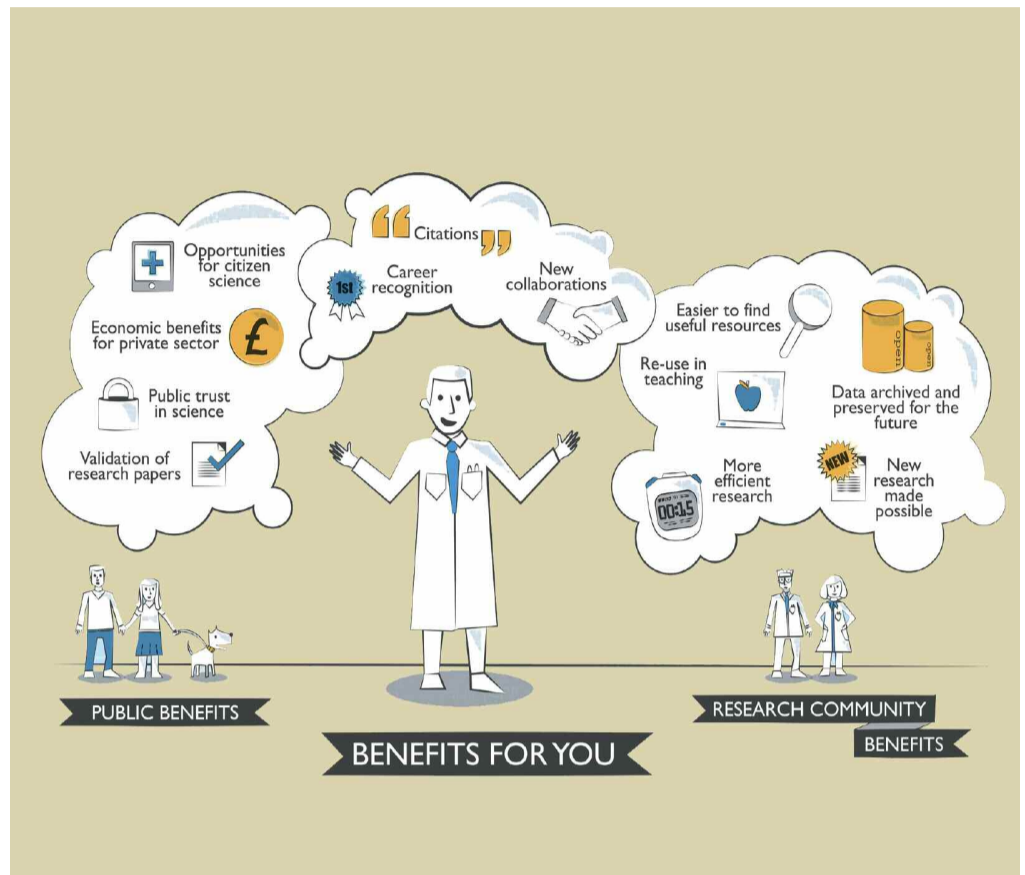 Opportunities
for citizen
science
Economic benefits
for private sector
£
Public trust
in science
Validation of
research papers
Citations
1st
Career
recognition
New
collaborations
Easier to find
useful resources
open
open
Re-use in
teaching
Data archived and
preserved for the
future
More
efficient
research
00:15
NEW
New
research
made
possible
PUBLIC BENEFITS
BENEFITS FOR YOU
RESEARCH COMMUNITY
BENEFITS